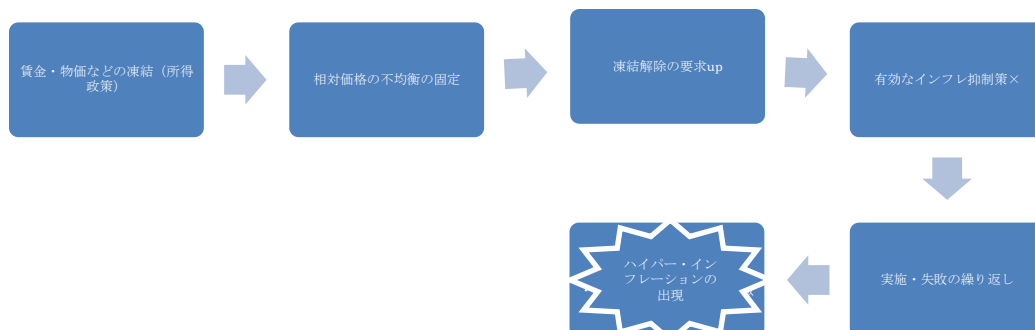 賃金・物価などの凍結（所得
政策）
相対価格の不均衡の固定
凍結解除の要求up
有効なインフレ抑制策×
実施・失敗の繰り返し
ハイパー・イン
フレーションの
出現